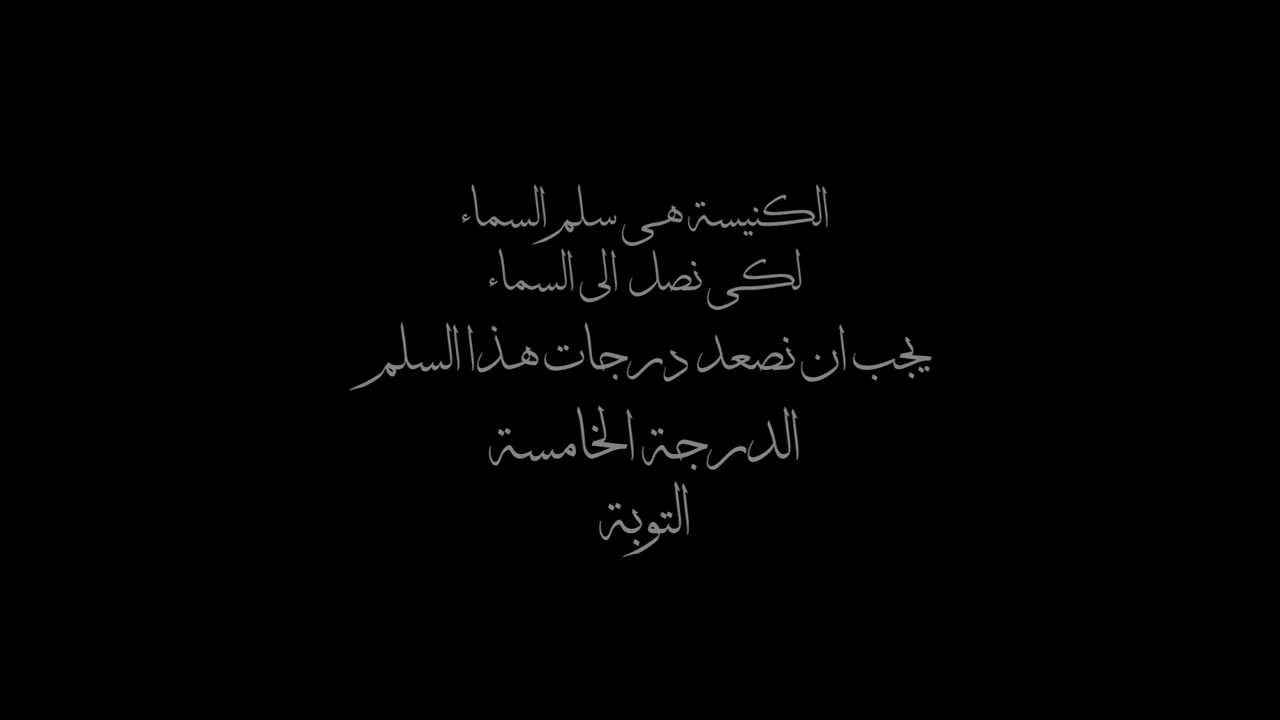 الكنيسة هى سلم السماء
لكى نصل الى السماء
يجب ان نصعد درجات هذا السلم
الدرجة الخامسة
التوبة